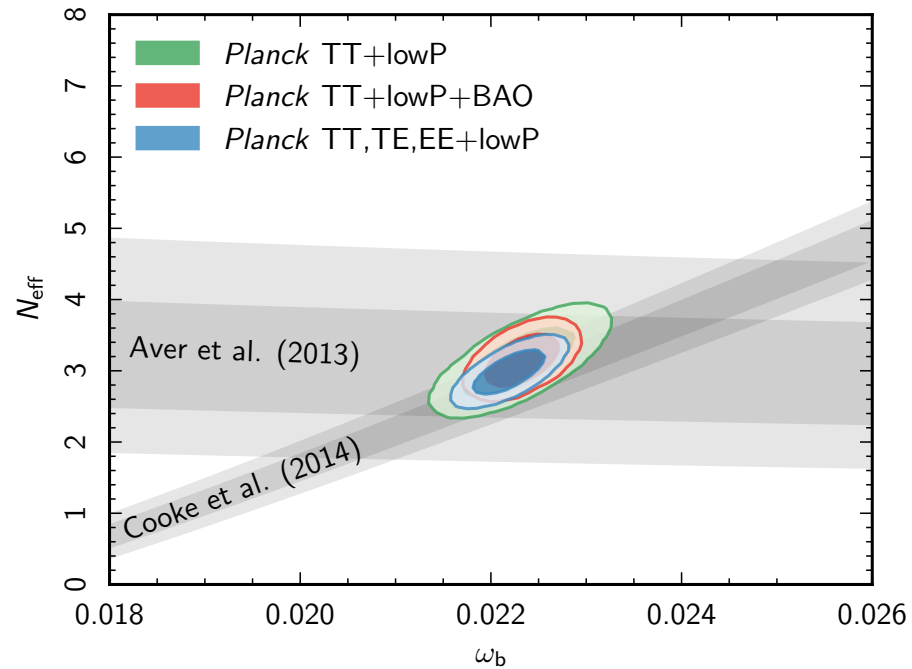 Planck TT+lowP
Planck TT+lowP+BAO
Planck TT,TE,EE+lowP
8
7
6
5
4
3
2
1
0
N_eff
Aver et al. (2013)
Cooke et al. (2014)
0.018 0.020 0.022 0.024 0.026
ω_b